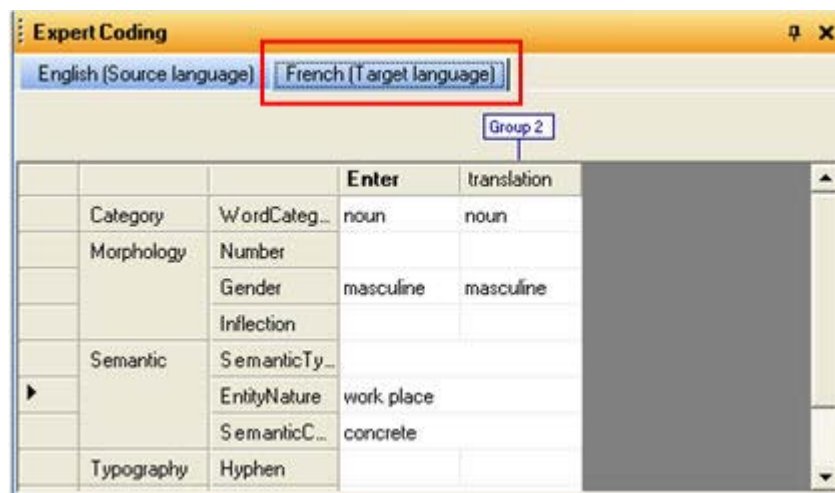 Expert Coding
English (Source language) French (Target language)
Group 2
Enter translation
Category WordCateg... noun noun
Morphology Number
Gender masculine masculine
Inflection
Semantic SemanticTy...
EntityNature work place
SemanticC... concrete
Typography Hyphen